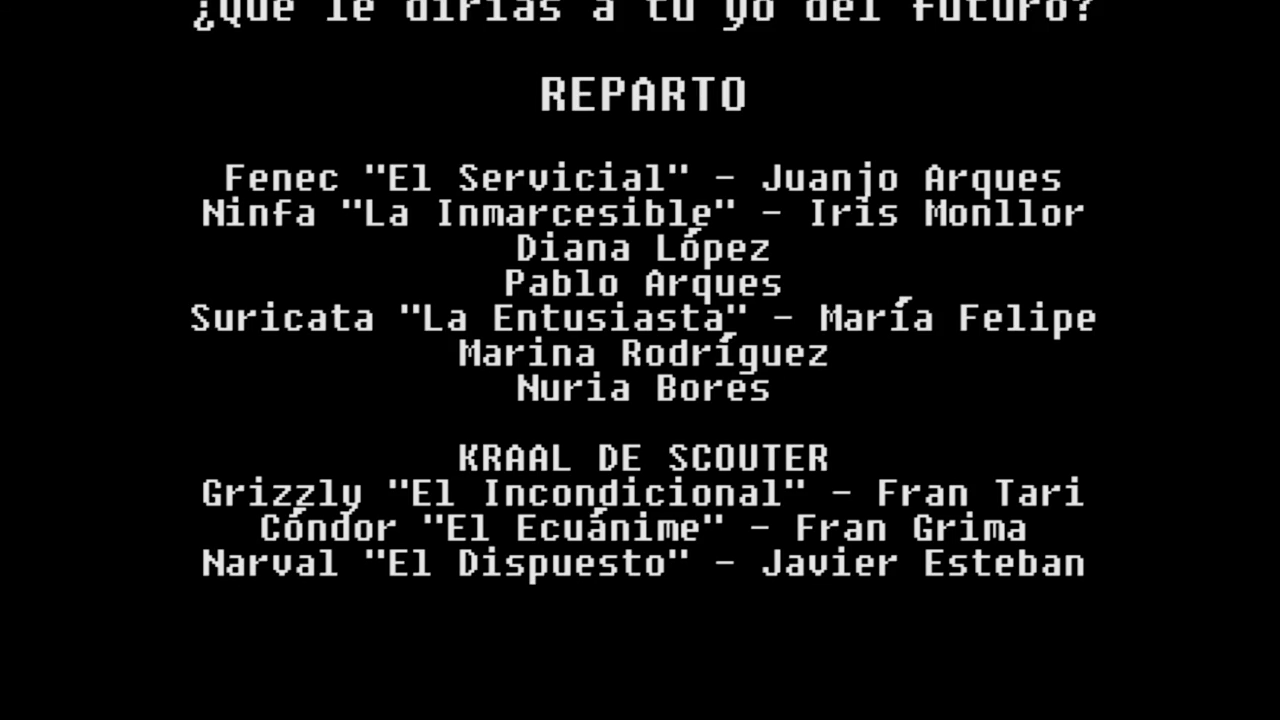 ¿Qué le dirías a tu yo del futuro?
REPARTO
Fenec "El Servicial" - Juanjo Arques
Ninfa "La Inmarcesible" - Iris Monllor
Diana López
Pablo Arques
Suricata "La Entusiasta" - María Felipe
Marina Rodríguez
Nuria Bores
KRAAL DE SCOUTER
Grizzly "El Incondicional" - Fran Tari
Cóndor "El Ecuánime" - Fran Grima
Narval "El Dispuesto" - Javier Esteban